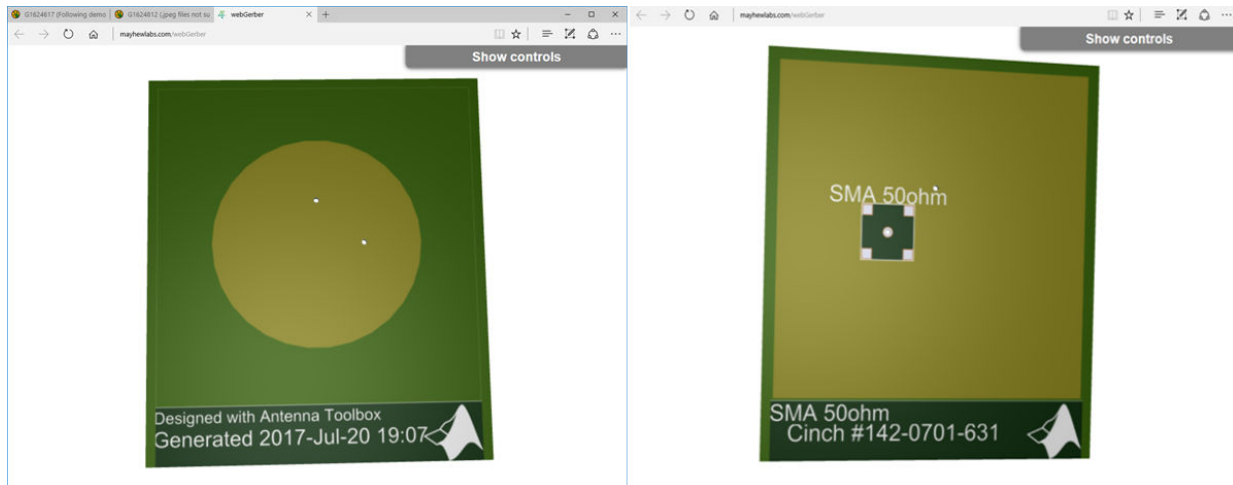 G1624617 (Following demo
G1624812 (.jpeg files not su
webGerber
mayhewlabs.com/webGerber
Show controls
Designed with Antenna Toolbox
Generated 2017-Jul-20 19:07
mayhewlabs.com/webGerber
Show controls
SMA 50ohm
SMA 50ohm
Cinch #142-0701-631